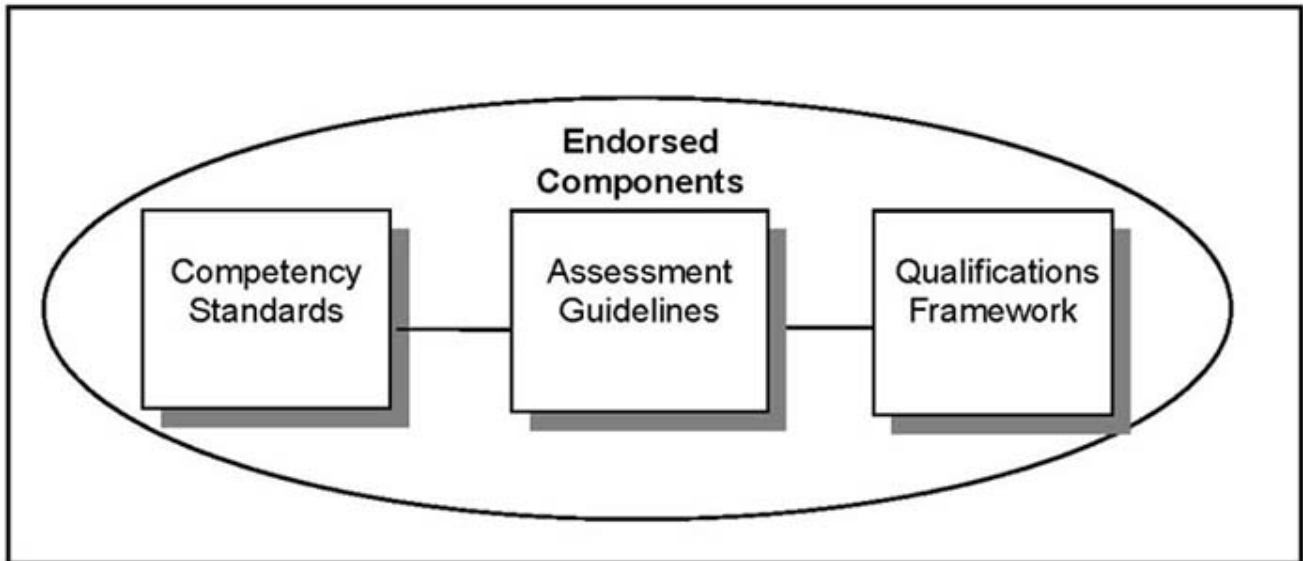 Endorsed
Components
Competency
Standards
Assessment
Guidelines
Qualifications
Framework